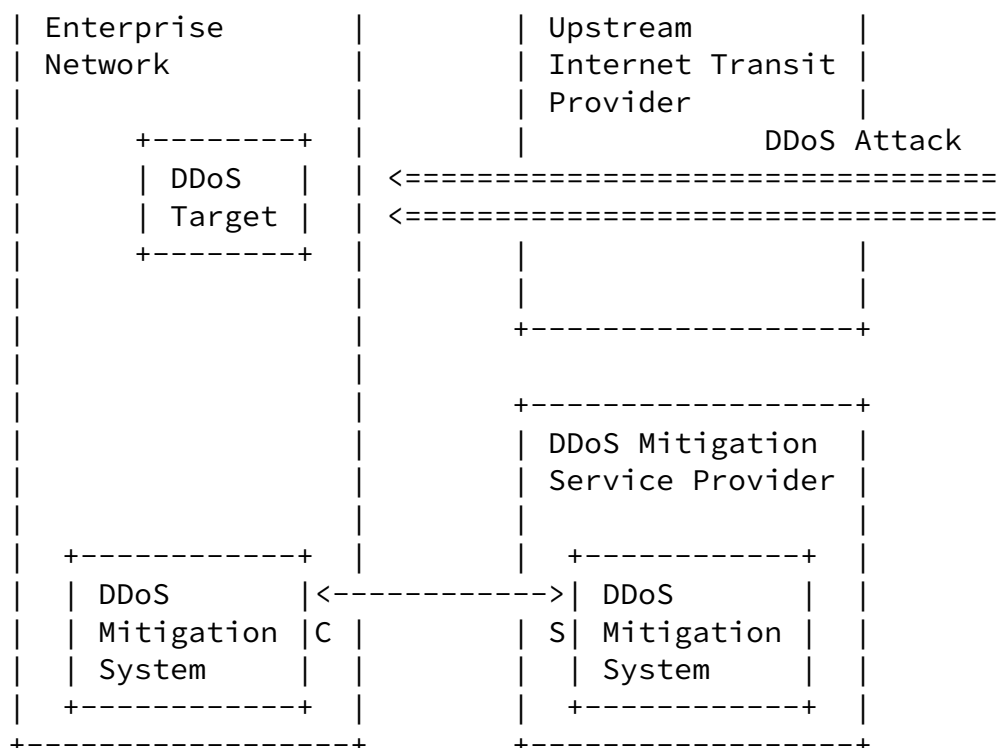 Enterprise
Network
Upstream
Internet Transit
Provider
DDoS Attack
DDoS
Target
DDoS Mitigation
Service Provider
DDoS
Mitigation
System
C
S
DDoS
Mitigation
System